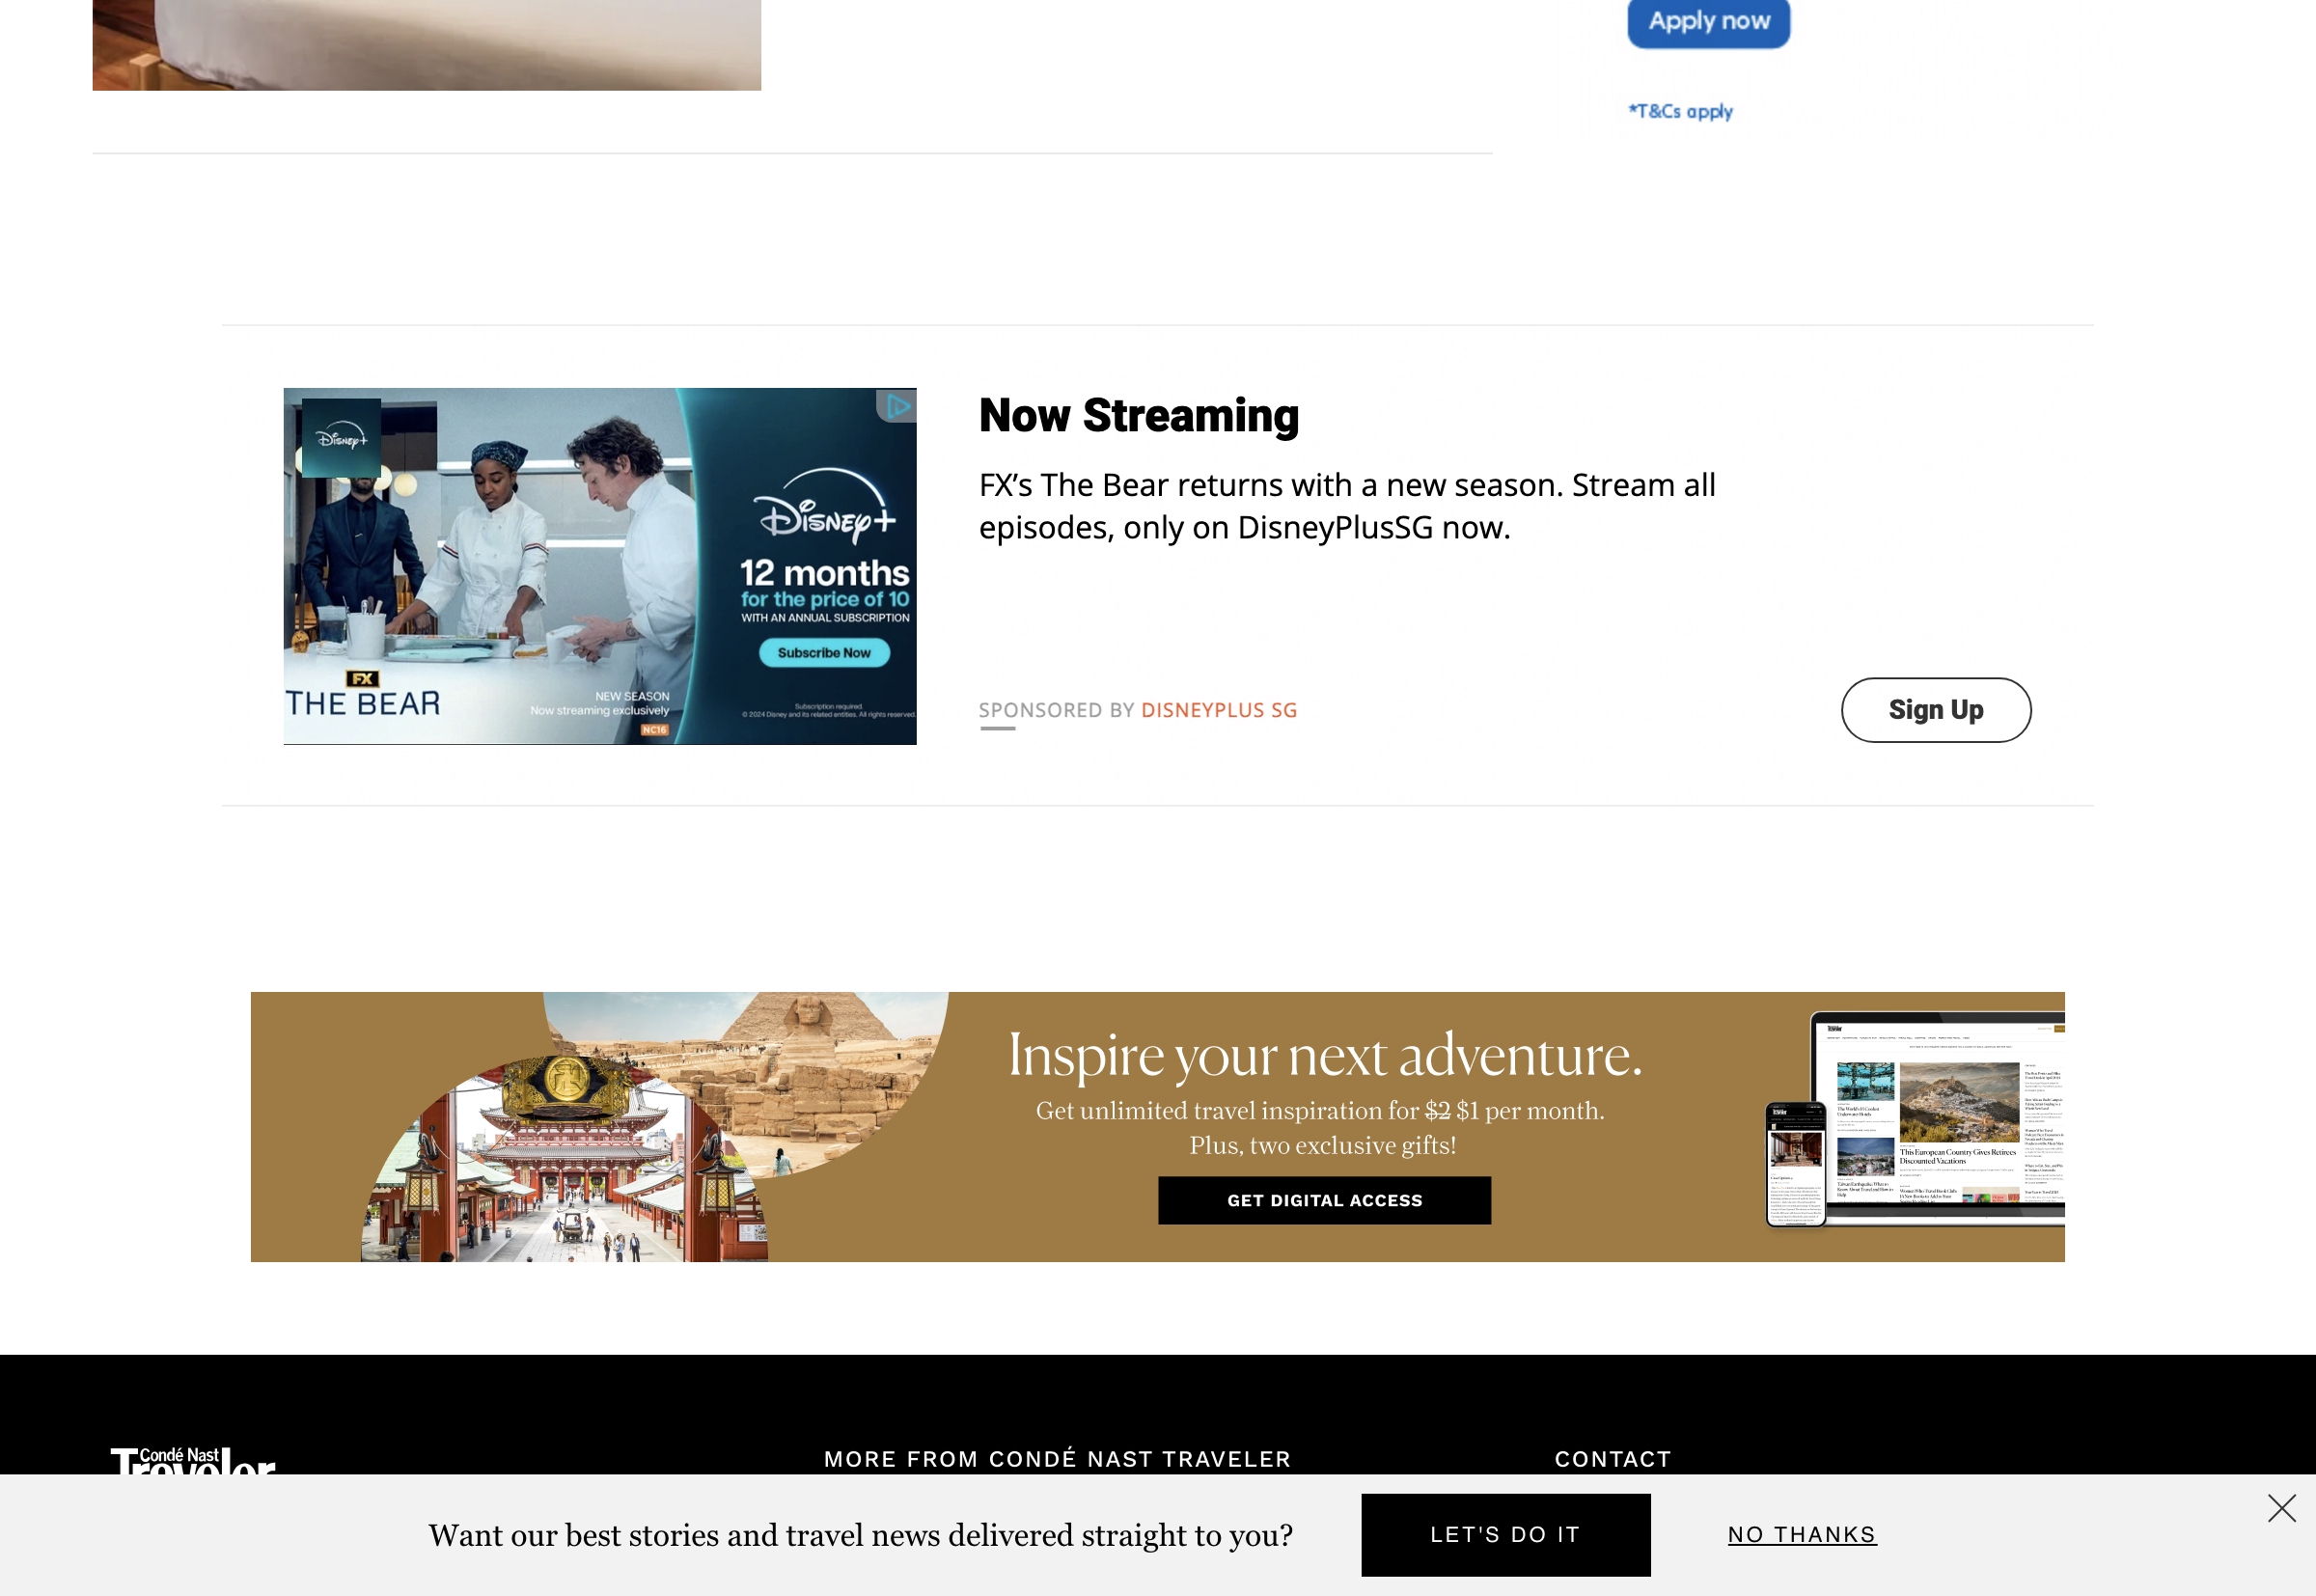 Apply now
*T&Cs apply
Disney+
Disney+
12 months
for the price of 10
WITH AN ANNUAL SUBSCRIPTION
Subscribe Now
FX
THE BEAR
NEW SEASON
Now streaming exclusively
NC16
Subscription required.
© 2024 Disney and its related entities. All rights reserved.
Now Streaming
FX’s The Bear returns with a new season. Stream all
episodes, only on DisneyPlusSG now.
SPONSORED BY DISNEYPLUS SG
Sign Up
Inspire your next adventure.
Get unlimited travel inspiration for $2 $1 per month.
Plus, two exclusive gifts!
GET DIGITAL ACCESS
This European Country Gives Retirees
Discounted Vacations
Condé Nast
Traveler
MORE FROM CONDÉ NAST TRAVELER
CONTACT
Want our best stories and travel news delivered straight to you?
LET'S DO IT
NO THANKS